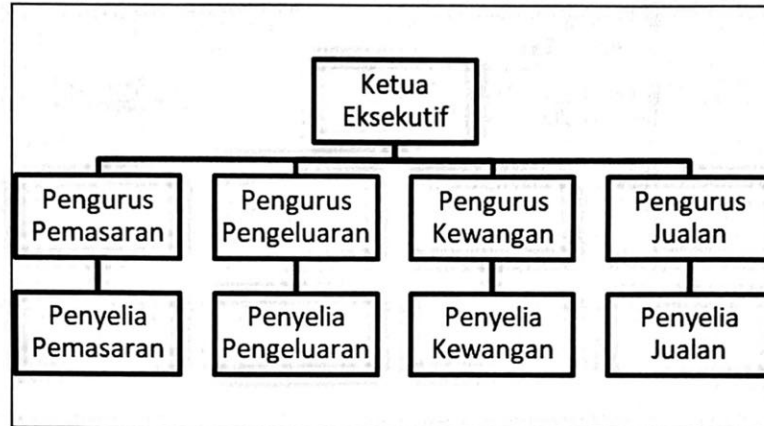 Ketua
Eksekutif
Pengurus
Pemasaran
Pengurus
Pengeluaran
Pengurus
Kewangan
Pengurus
Jualan
Penyelia
Pemasaran
Penyelia
Pengeluaran
Penyelia
Kewangan
Penyelia
Jualan